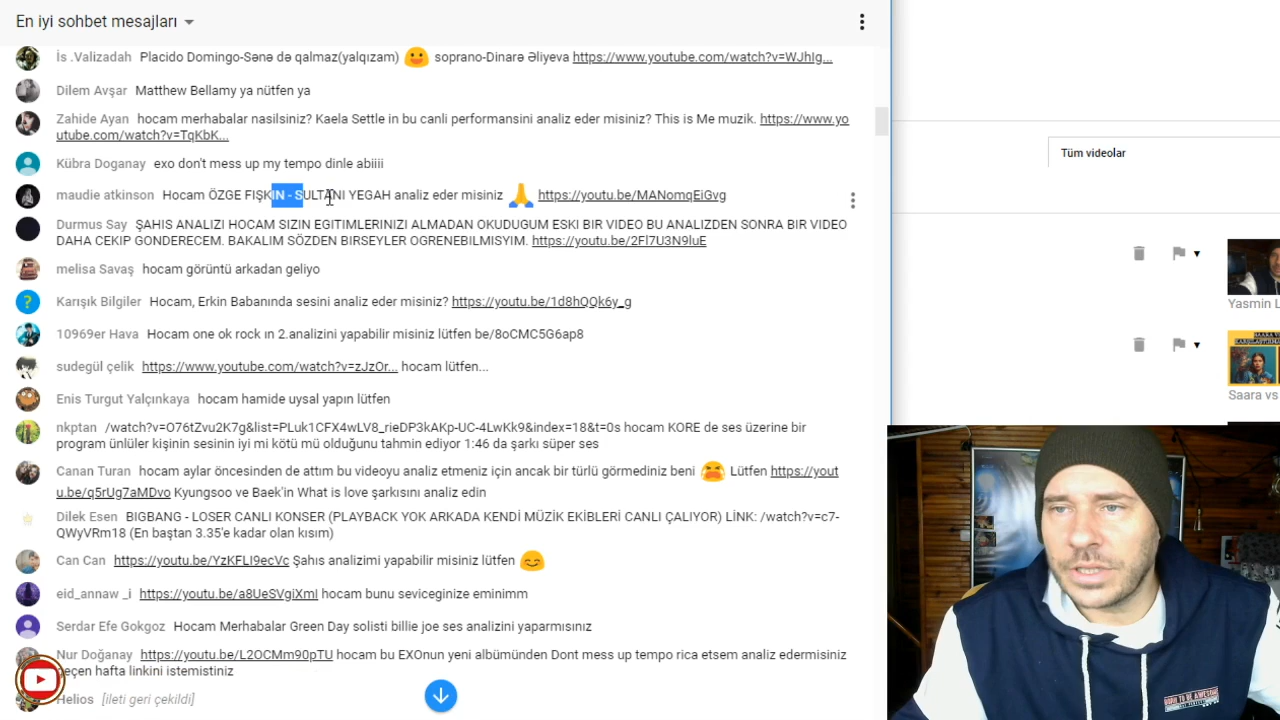 En iyi sohbet mesajları
İs .Valizadah Placido Domingo-Sənə də qalmaz(yalqızam) soprano-Dinarə Əliyeva https://www.youtube.com/watch?v=WJhIg...
Dilem Avşar Matthew Bellamy ya nütfen ya
Zahide Ayan hocam merhabalar nasilsiniz? Kaela Settle in bu canli performansini analiz eder misiniz? This is Me muzik. https://www.yo
utube.com/watch?v=TqKbK...
Kübra Doganay exo don't mess up my tempo dinle abiiii
maudie atkinson Hocam ÖZGE FIŞKIN - SULTANI YEGAH analiz eder misiniz 🙏 https://youtu.be/MANomqEiGvg
Durmus Say ŞAHIS ANALIZI HOCAM SIZIN EGITIMLERINIZI ALMADAN OKUDUGUM ESKI BIR VIDEO BU ANALIZDEN SONRA BIR VIDEO
DAHA CEKIP GONDERECEM. BAKALIM SÖZDEN BIRSEYLER OGRENEBILMISYIM. https://youtu.be/2Fl7U3N9luE
melisa Savaş hocam görüntü arkadan geliyo
Karışık Bilgiler Hocam, Erkin Babanında sesini analiz eder misiniz? https://youtu.be/1d8hQQk6y_g
10969er Hava Hocam one ok rock ın 2.analizini yapabilir misiniz lütfen be/8oCMC5G6ap8
sudegül çelik https://www.youtube.com/watch?v=zJzOr... hocam lütfen...
Enis Turgut Yalçınkaya hocam hamide uysal yapın lütfen
nkptan /watch?v=O76tZvu2K7g&list=PLuk1CFX4wLV8_rieDP3kAKp-UC-4LwKk9&index=18&t=0s hocam KORE de ses üzerine bir
program ünlüler kişinin sesinin iyi mi kötü mü olduğunu tahmin ediyor 1:46 da şarkı süper ses
Canan Turan hocam aylar öncesinden de attım bu videoyu analiz etmeniz için ancak bir türlü görmediniz beni 😫 Lütfen https://yout
u.be/q5rUg7aMDvo Kyungsoo ve Baek'in What is love şarkısını analiz edin
Dilek Esen BIGBANG - LOSER CANLI KONSER (PLAYBACK YOK ARKADA KENDİ MÜZİK EKİBLERİ CANLI ÇALIYOR) LİNK: /watch?v=c7-
QWyVRm18 (En baştan 3.35'e kadar olan kısım)
Can Can https://youtu.be/YzKFLI9ecVc Şahıs analizimi yapabilir misiniz lütfen 😊
eid_annaw _i https://youtu.be/a8UeSVgiXmI hocam bunu seviceginize eminimm
Serdar Efe Gokgoz Hocam Merhabalar Green Day solisti billie joe ses analizini yaparmısınız
Nur Doğanay https://youtu.be/L2OCMm90pTU hocam bu EXOnun yeni albümünden Dont mess up tempo rica etsem analiz edermisiniz
geçen hafta linkini istemistiniz
Helios [ileti geri çekildi]
Tüm videolar
Yasmin L
Saara vs
BORN TO BE AWESOME